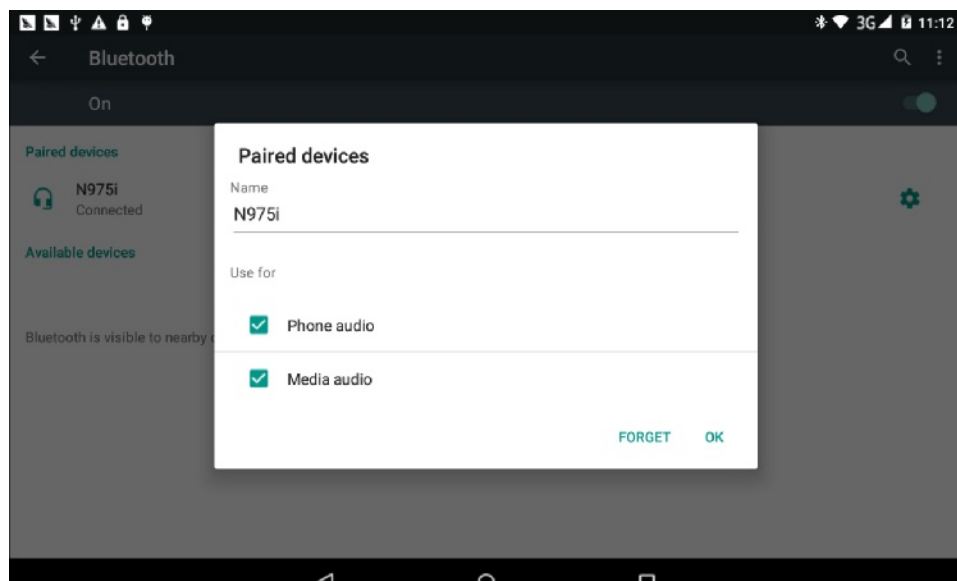 3G 11:12
Bluetooth
On
Paired devices
N975i
Connected
Available devices
Bluetooth is visible to nearby
Paired devices
Name
N975i
Use for
Phone audio
Media audio
FORGET OK